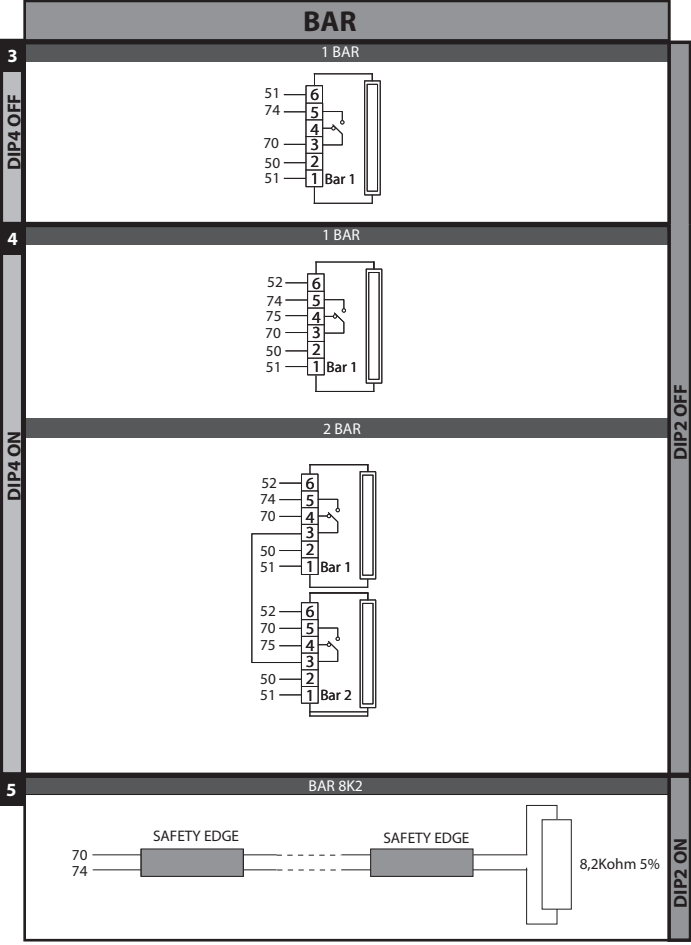 BAR
3
1 BAR
DIP4 OFF
51 6
74 5
4
70 3
50 2
51 1 Bar 1
4
1 BAR
DIP4 ON
52 6
74 5
75 4
70 3
50 2
51 1 Bar 1
DIP2 OFF
2 BAR
52 6
74 5
70 4
3
50 2
51 1 Bar 1
52 6
70 5
75 4
3
50 2
51 1 Bar 2
5
BAR 8K2
SAFETY EDGE SAFETY EDGE
70
74
8,2Kohm 5%
DIP2 ON